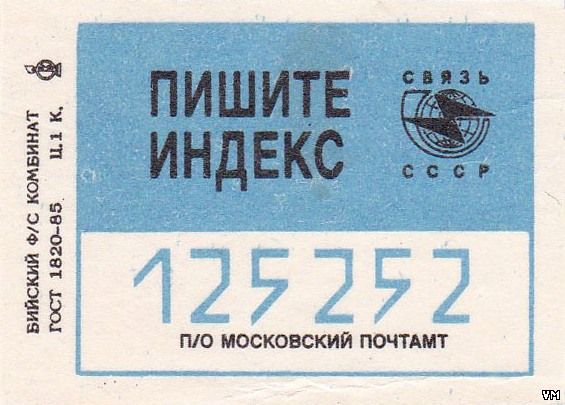 БИЙСКИЙ Ф/С КОМБИНАТ
ГОСТ 1820-85 Ц.1 К.
ПИШИТЕ
ИНДЕКС
СВЯЗЬ
СССР
125252
П/О МОСКОВСКИЙ ПОЧТАМТ
VM